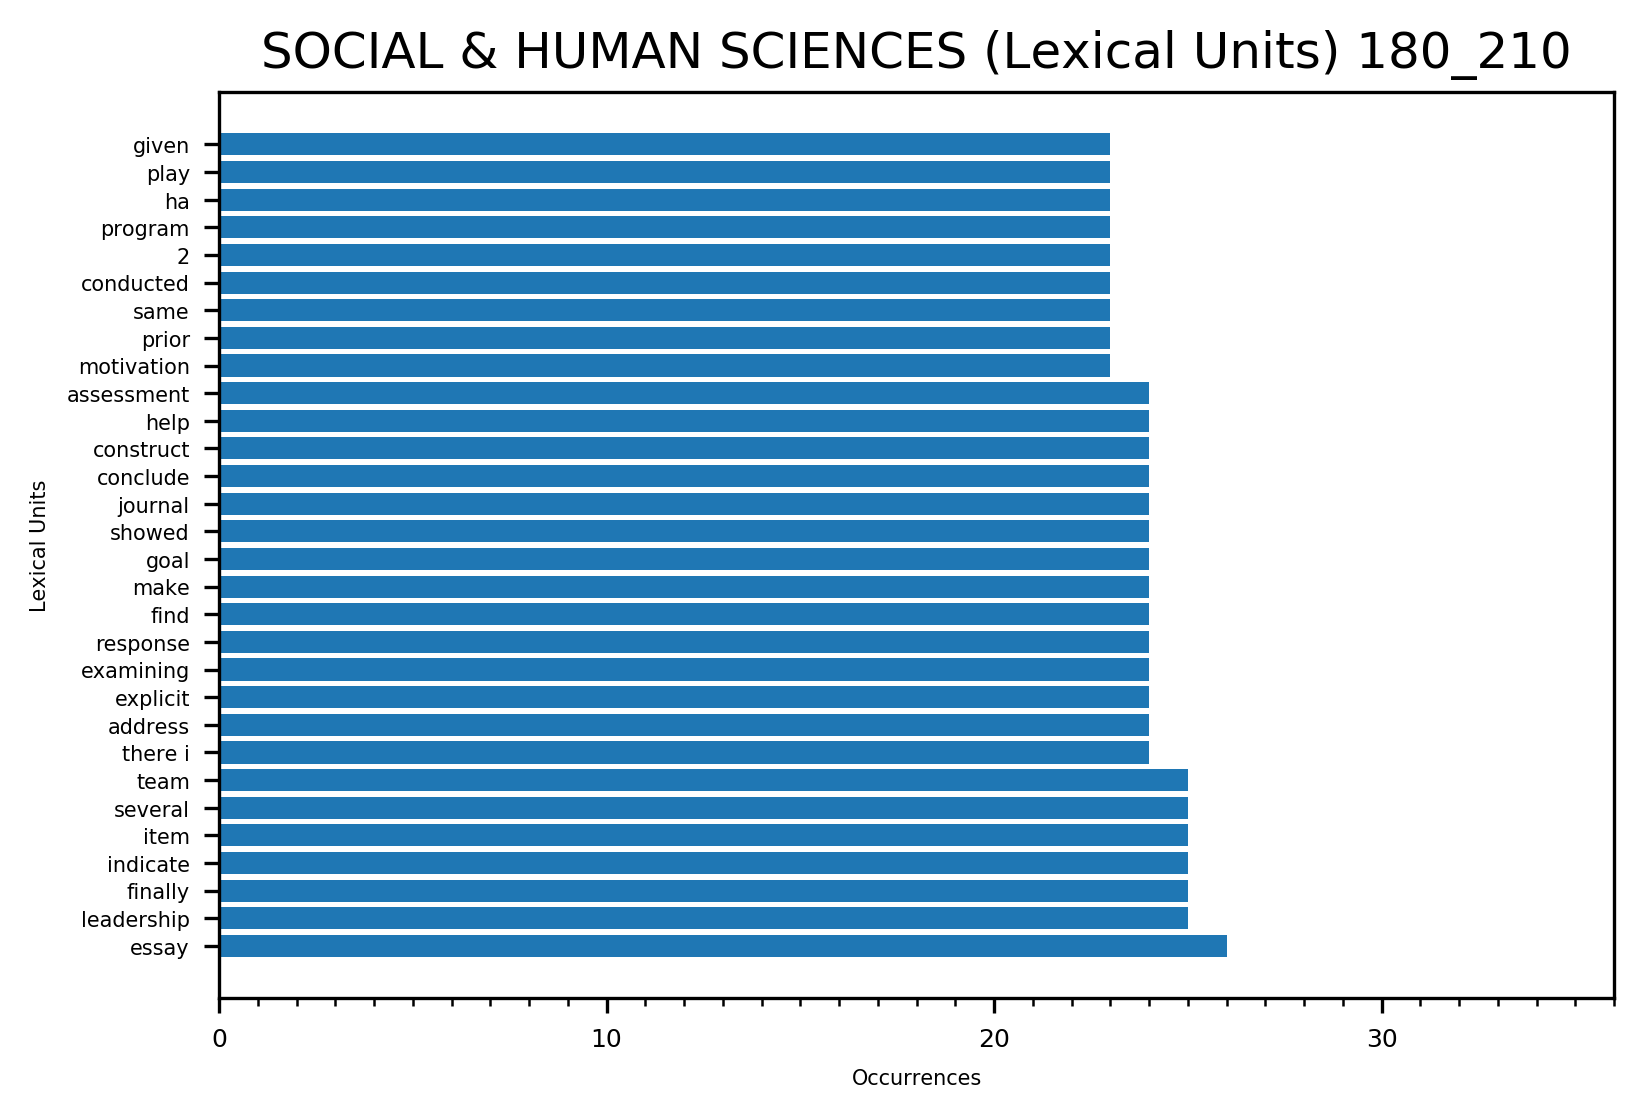 SOCIAL & HUMAN SCIENCES (Lexical Units) 180_210
given
play
ha
program
2
conducted
same
prior
motivation
assessment
help
construct
conclude
journal
showed
goal
make
find
response
examining
explicit
address
there i
team
several
item
indicate
finally
leadership
essay
Lexical Units
0 10 20 30
Occurrences